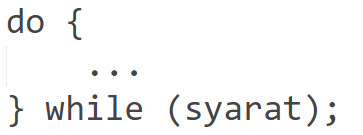 do {
    ...
} while (syarat);